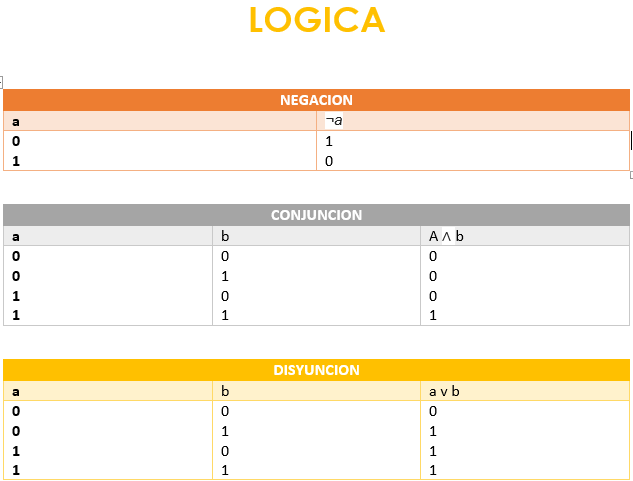 LOGICA
NEGACION
a ¬a
0 1
1 0
CONJUNCION
a b A ∧ b
0 0 0
0 1 0
1 0 0
1 1 1
DISYUNCION
a b a v b
0 0 0
0 1 1
1 0 1
1 1 1